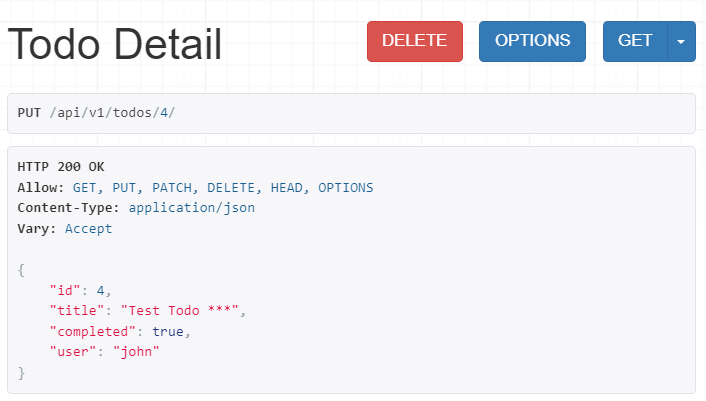 Todo Detail
DELETE
OPTIONS
GET
PUT /api/v1/todos/4/
HTTP 200 OK
Allow: GET, PUT, PATCH, DELETE, HEAD, OPTIONS
Content-Type: application/json
Vary: Accept
{
    "id": 4,
    "title": "Test Todo ***",
    "completed": true,
    "user": "john"
}